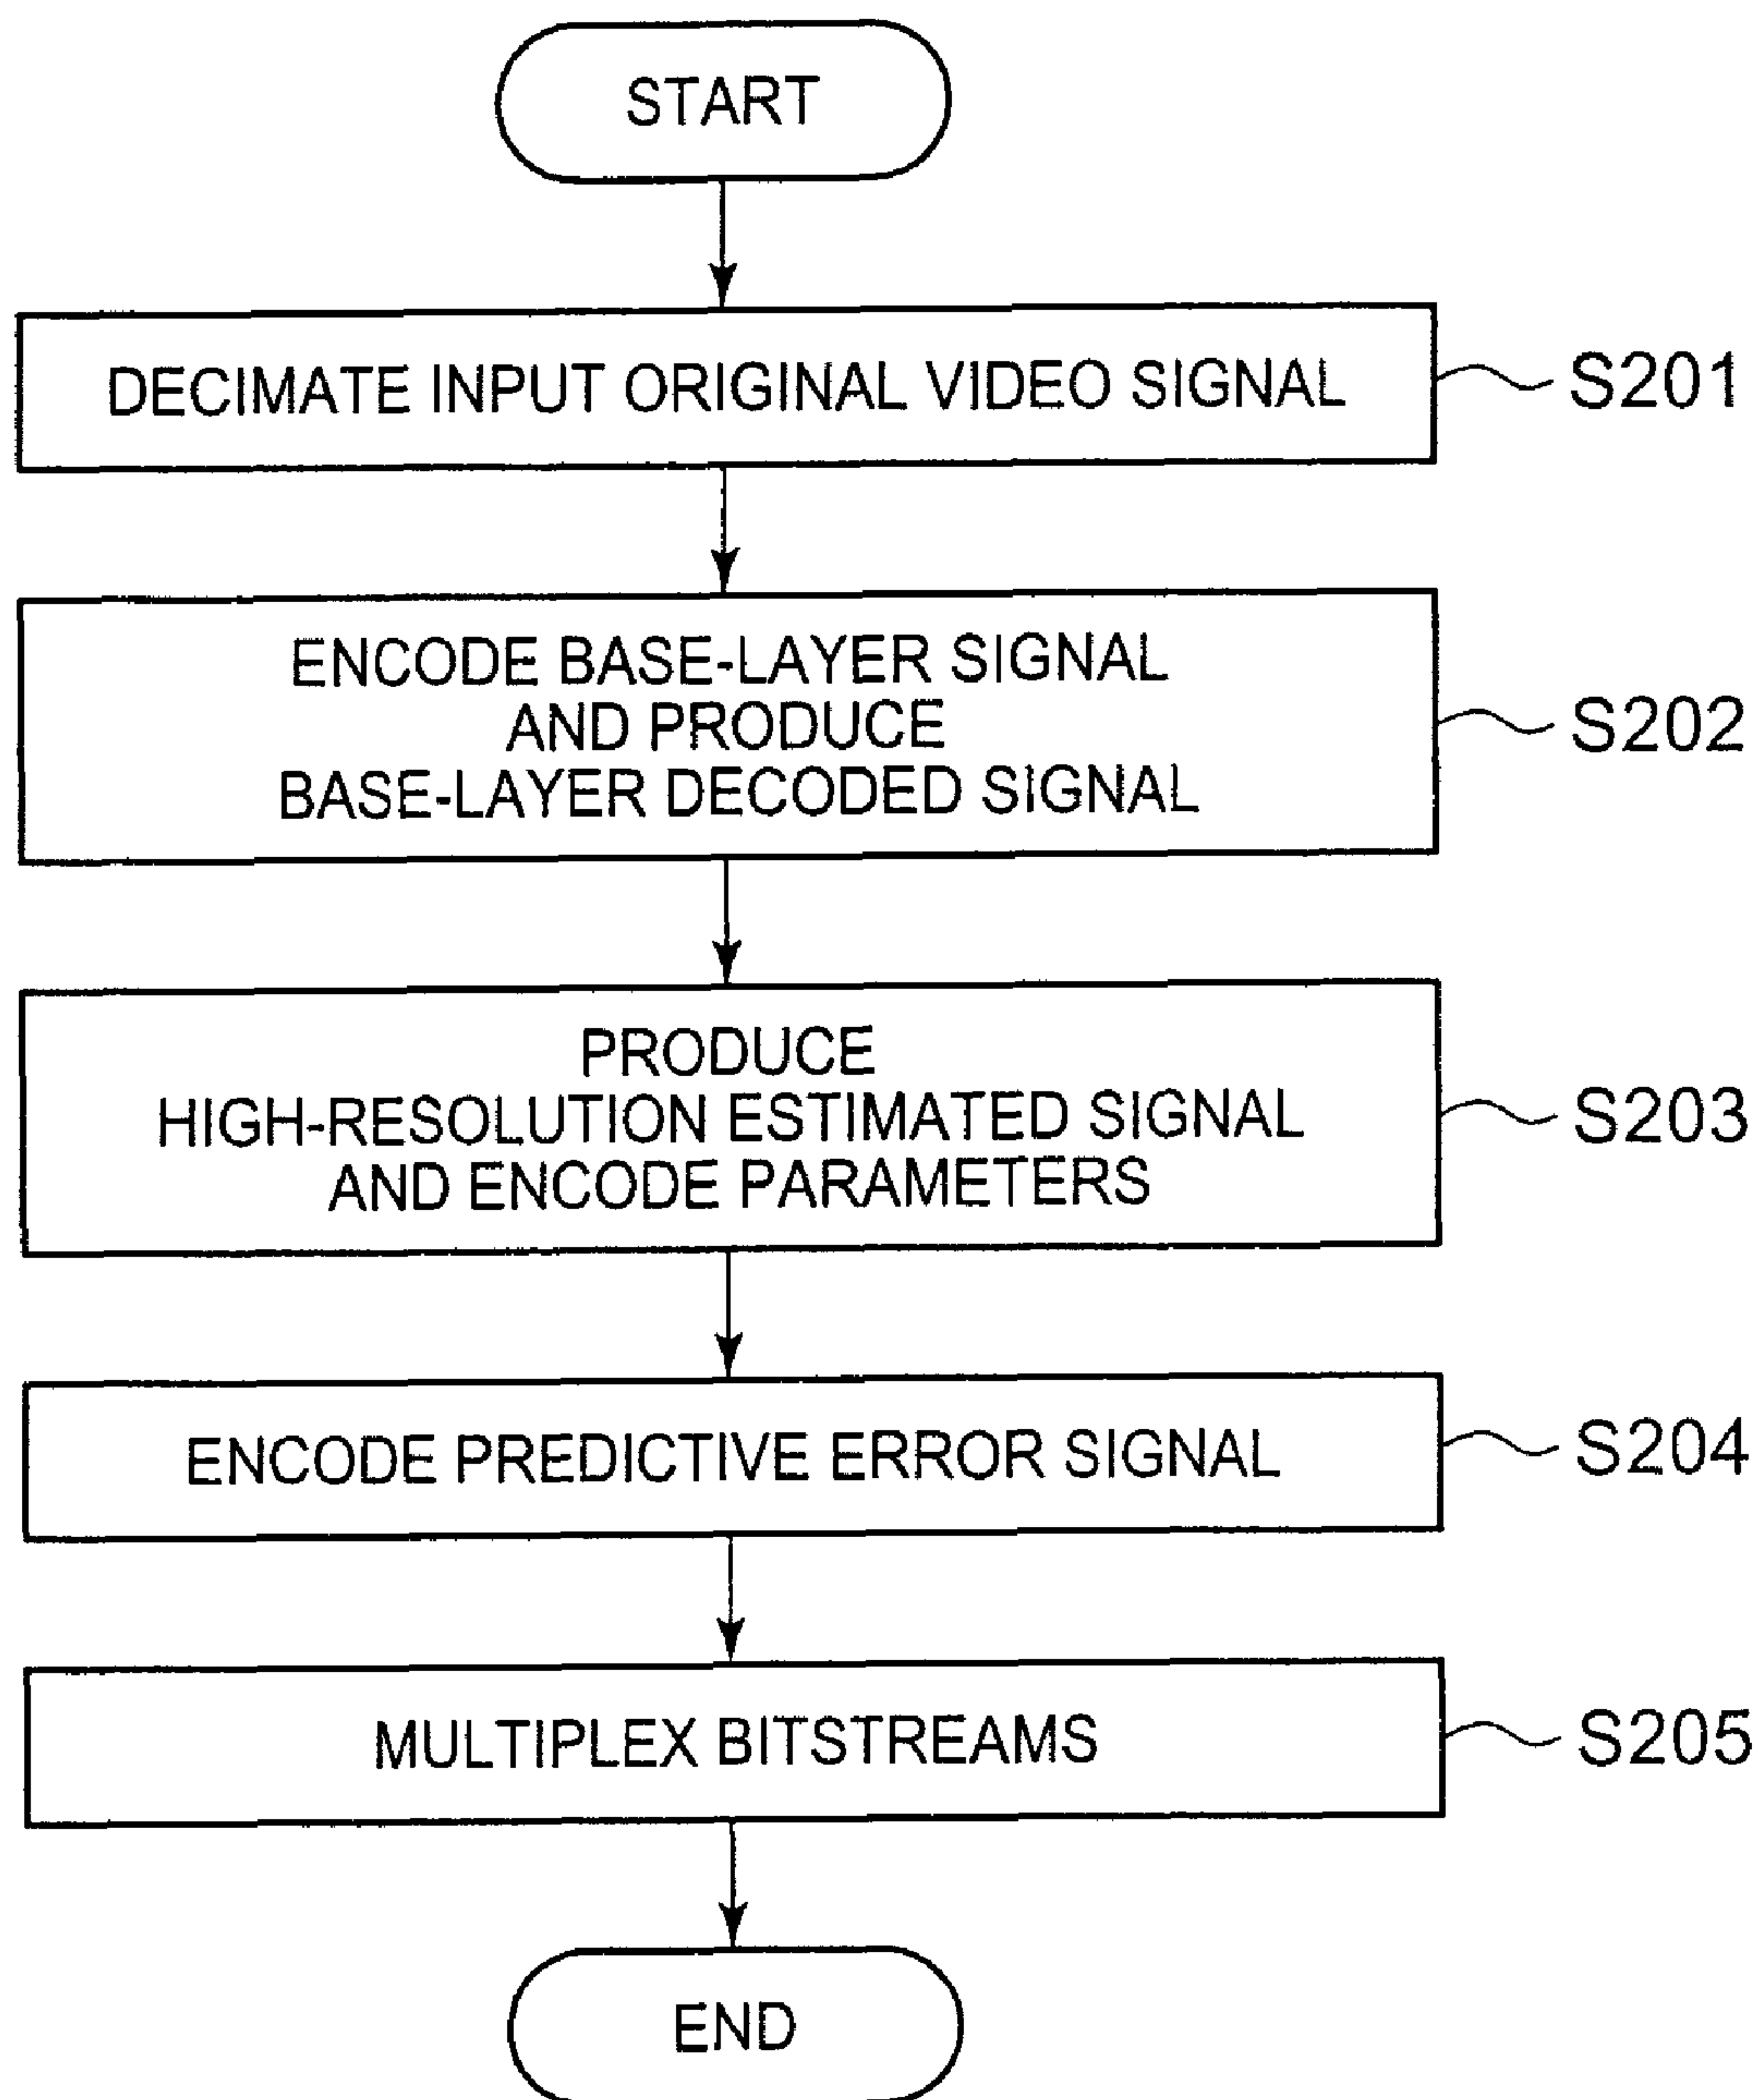 START
DECIMATE INPUT ORIGINAL VIDEO SIGNAL
S201
ENCODE BASE-LAYER SIGNAL
AND PRODUCE
BASE-LAYER DECODED SIGNAL
S202
PRODUCE
HIGH-RESOLUTION ESTIMATED SIGNAL
AND ENCODE PARAMETERS
S203
ENCODE PREDICTIVE ERROR SIGNAL
S204
MULTIPLEX BITSTREAMS
S205
END